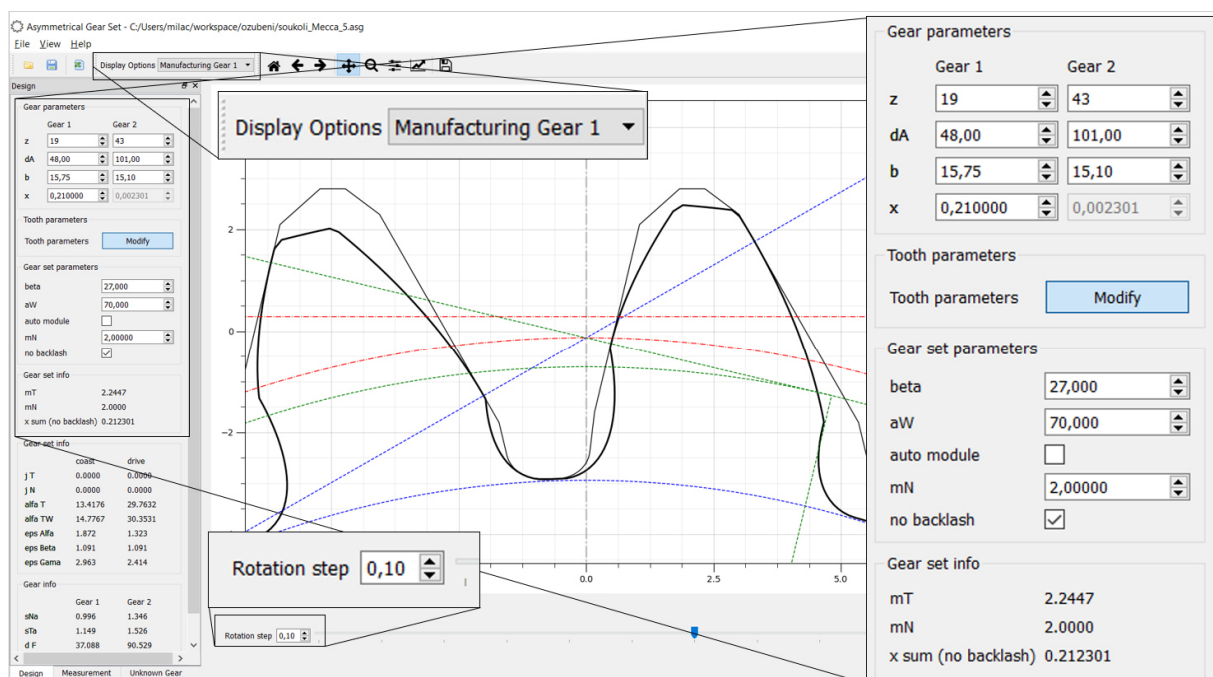 Asymmetrical Gear Set - C:/Users/milac/workspace/ozubeni/soukoli_Mecca_5.asg
File View Help
Display Options Manufacturing Gear 1
Design
Gear parameters
Gear 1 Gear 2
z 19 43
dA 48,00 101,00
b 15,75 15,10
x 0,210000 0,002301
Tooth parameters
Tooth parameters Modify
Gear set parameters
beta 27,000
aW 70,000
auto module
mN 2,00000
no backlash
Gear set info
mT 2.2447
mN 2.0000
x sum (no backlash) 0.212301
Gear set info
coast drive
j T 0.0000 0.0000
j N 0.0000 0.0000
alfa T 13.4176 29.7632
alfa TW 14.7767 30.3531
eps Alfa 1.872 1.323
eps Beta 1.091 1.091
eps Gama 2.963 2.414
Gear info
Gear 1 Gear 2
sNa 0.996 1.346
sTa 1.149 1.526
d F 37.088 90.529
Design Measurement Unknown Gear
Display Options Manufacturing Gear 1
2
0
−2
0.0 2.5 5.0
Rotation step 0,10
Rotation step 0,10
Gear parameters
Gear 1 Gear 2
z 19 43
dA 48,00 101,00
b 15,75 15,10
x 0,210000 0,002301
Tooth parameters
Tooth parameters Modify
Gear set parameters
beta 27,000
aW 70,000
auto module
mN 2,00000
no backlash
Gear set info
mT 2.2447
mN 2.0000
x sum (no backlash) 0.212301